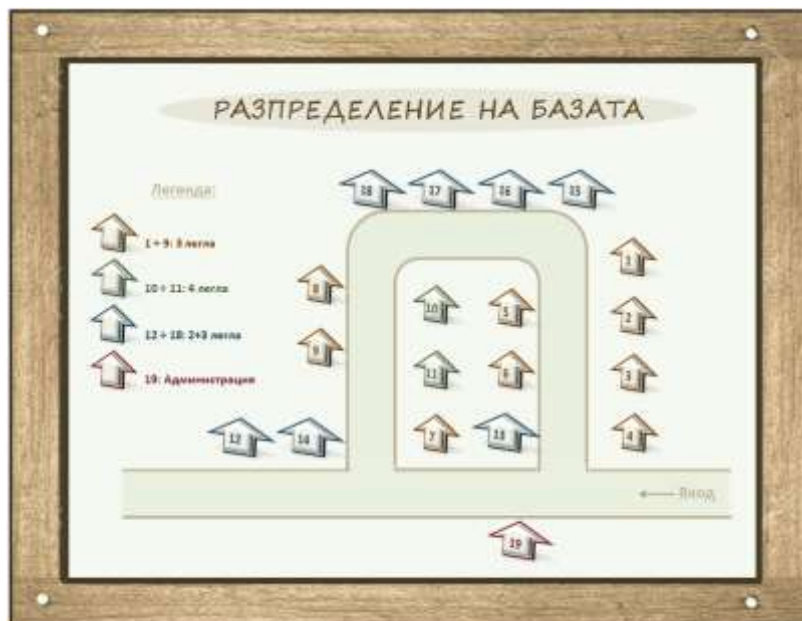 РАЗПРЕДЕЛЕНИЕ НА БАЗАТА
Легенда:
1 ÷ 9: 3 легла
10 ÷ 11: 4 легла
12 ÷ 18: 2+3 легла
19: Администрация
18 17 16 15
8 10 5 1
9 11 6 2
3
12 14 7 13 4
Вход
19